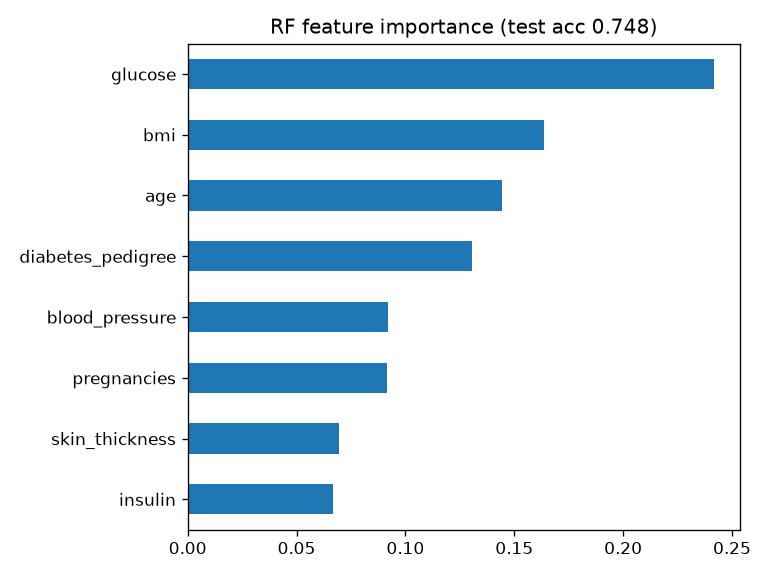 RF feature importance (test acc 0.748)
glucose
bmi
age
diabetes_pedigree
blood_pressure
pregnancies
skin_thickness
insulin
0.00 0.05 0.10 0.15 0.20 0.25